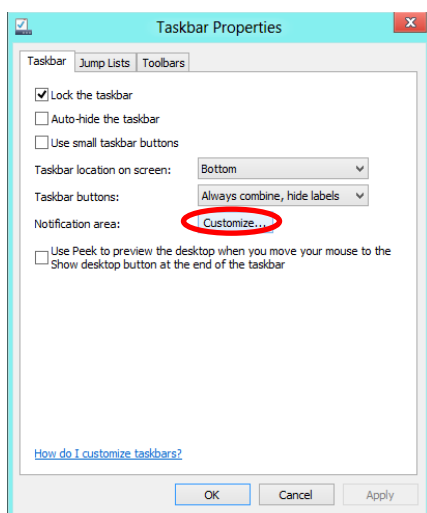 Taskbar Properties
x
Taskbar Jump Lists Toolbars
Lock the taskbar
Auto-hide the taskbar
Use small taskbar buttons
Taskbar location on screen: Bottom
Taskbar buttons: Always combine, hide labels
Notification area: Customize...
Use Peek to preview the desktop when you move your mouse to the
Show desktop button at the end of the taskbar
How do I customize taskbars?
OK Cancel Apply